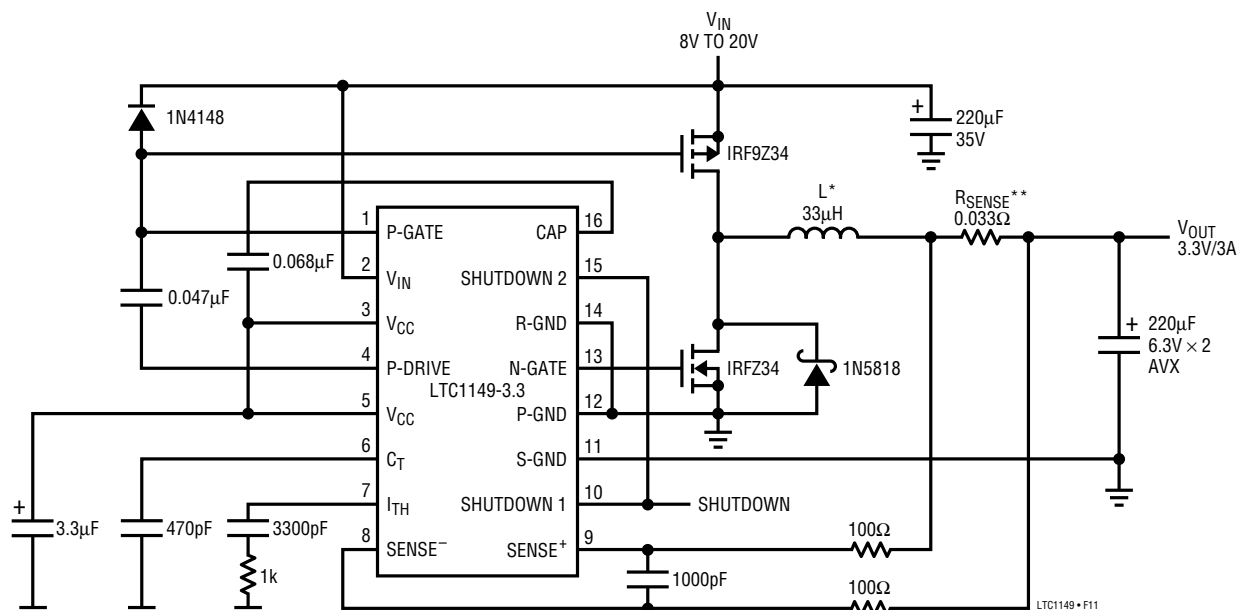 V_IN
8V TO 20V
1N4148
+
220µF
35V
IRF9Z34
L*
33µH
R_SENSE**
0.033Ω
V_OUT
3.3V/3A
1
P-GATE
CAP
16
0.068µF
2
V_IN
SHUTDOWN 2
15
0.047µF
3
V_CC
R-GND
14
4
P-DRIVE
N-GATE
13
IRFZ34
1N5818
+
220µF
6.3V × 2
AVX
LTC1149-3.3
5
V_CC
P-GND
12
6
C_T
S-GND
11
7
I_TH
SHUTDOWN 1
10
SHUTDOWN
+
3.3µF
470pF
3300pF
8
SENSE⁻
SENSE⁺
9
100Ω
1k
1000pF
100Ω
LTC1149 • F11